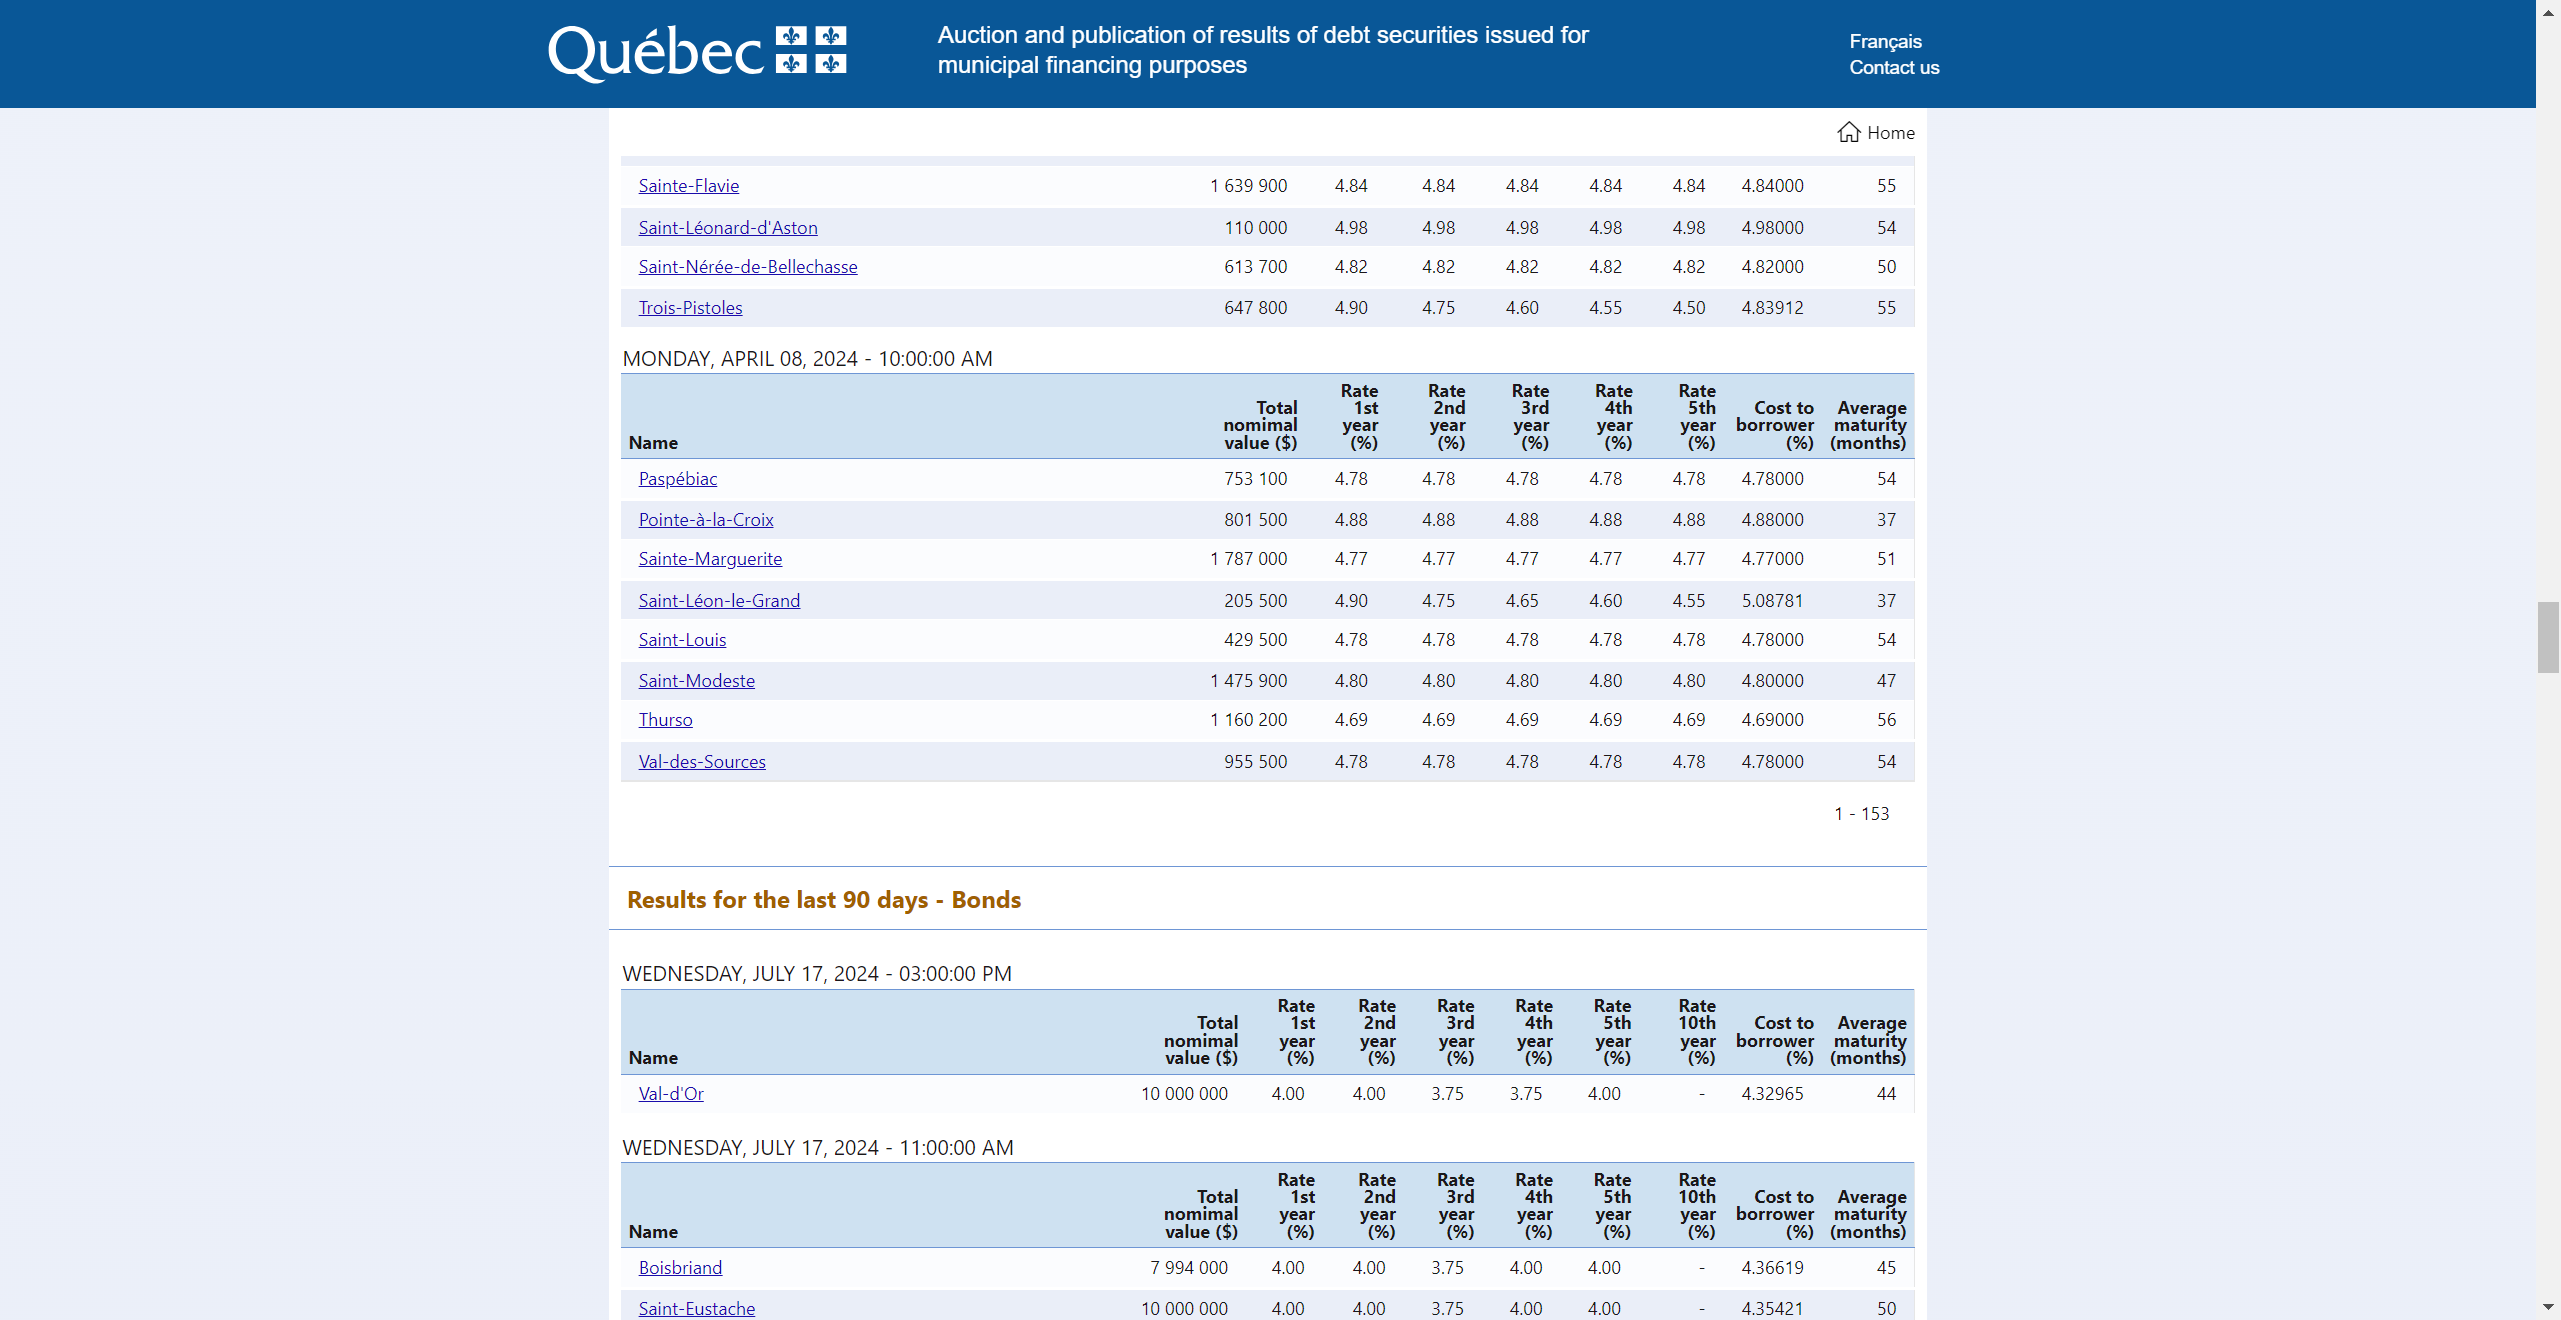 Québec
Auction and publication of results of debt securities issued for
municipal financing purposes
Français
Contact us
Home
Sainte-Flavie 1 639 900 4.84 4.84 4.84 4.84 4.84 4.84000 55
Saint-Léonard-d'Aston 110 000 4.98 4.98 4.98 4.98 4.98 4.98000 54
Saint-Nérée-de-Bellechasse 613 700 4.82 4.82 4.82 4.82 4.82 4.82000 50
Trois-Pistoles 647 800 4.90 4.75 4.60 4.55 4.50 4.83912 55
MONDAY, APRIL 08, 2024 - 10:00:00 AM
Name Total nomimal value ($) Rate 1st year (%) Rate 2nd year (%) Rate 3rd year (%) Rate 4th year (%) Rate 5th year (%) Cost to borrower (%) Average maturity (months)
Paspébiac 753 100 4.78 4.78 4.78 4.78 4.78 4.78000 54
Pointe-à-la-Croix 801 500 4.88 4.88 4.88 4.88 4.88 4.88000 37
Sainte-Marguerite 1 787 000 4.77 4.77 4.77 4.77 4.77 4.77000 51
Saint-Léon-le-Grand 205 500 4.90 4.75 4.65 4.60 4.55 5.08781 37
Saint-Louis 429 500 4.78 4.78 4.78 4.78 4.78 4.78000 54
Saint-Modeste 1 475 900 4.80 4.80 4.80 4.80 4.80 4.80000 47
Thurso 1 160 200 4.69 4.69 4.69 4.69 4.69 4.69000 56
Val-des-Sources 955 500 4.78 4.78 4.78 4.78 4.78 4.78000 54
1 - 153
Results for the last 90 days - Bonds
WEDNESDAY, JULY 17, 2024 - 03:00:00 PM
Name Total nomimal value ($) Rate 1st year (%) Rate 2nd year (%) Rate 3rd year (%) Rate 4th year (%) Rate 5th year (%) Rate 10th year (%) Cost to borrower (%) Average maturity (months)
Val-d'Or 10 000 000 4.00 4.00 3.75 3.75 4.00 - 4.32965 44
WEDNESDAY, JULY 17, 2024 - 11:00:00 AM
Name Total nomimal value ($) Rate 1st year (%) Rate 2nd year (%) Rate 3rd year (%) Rate 4th year (%) Rate 5th year (%) Rate 10th year (%) Cost to borrower (%) Average maturity (months)
Boisbriand 7 994 000 4.00 4.00 3.75 4.00 4.00 - 4.36619 45
Saint-Eustache 10 000 000 4.00 4.00 3.75 4.00 4.00 - 4.35421 50